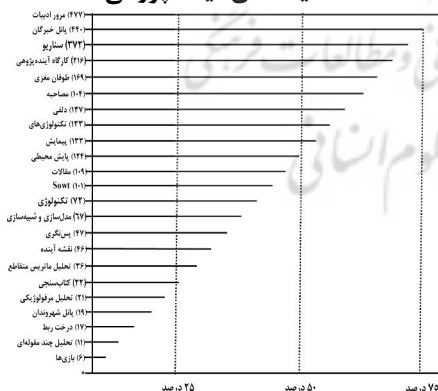 مرور ادبیات (۴۷۷)
پانل خبرگان (۴۴۰)
سناریو (۳۷۲)
کارگاه آینده‌پژوهی (۲۱۶)
طوفان مغزی (۱۶۹)
مصاحبه (۱۰۴)
دلفی (۱۳۷)
تکنولوژی‌های (۱۳۳)
پیمایش (۱۳۳)
پایش محیطی (۱۲۴)
مقالات (۱۰۹)
Sowt (۱۰۱)
تکنولوژی (۷۲)
مدل‌سازی و شبیه‌سازی (۶۷)
پس‌نگری (۴۷)
نقشه آینده (۴۶)
تحلیل ماتریس متقاطع (۳۶)
کتاب‌سنجی (۲۲)
تحلیل مرفولوژیکی (۲۱)
پانل شهروندان (۱۹)
درخت ربط (۱۷)
تحلیل چند مقوله‌ای (۱۱)
بازی‌ها (۶)
۲۵ درصد ۵۰ درصد ۷۵ درصد